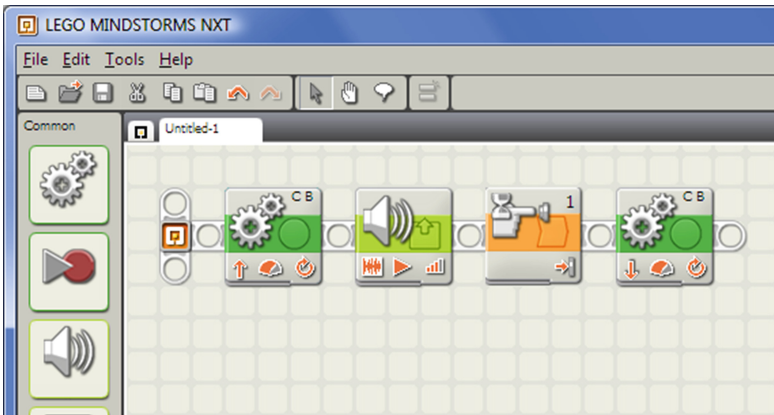 LEGO MINDSTORMS NXT
File Edit Tools Help
Common
Untitled-1
C B
1
C B